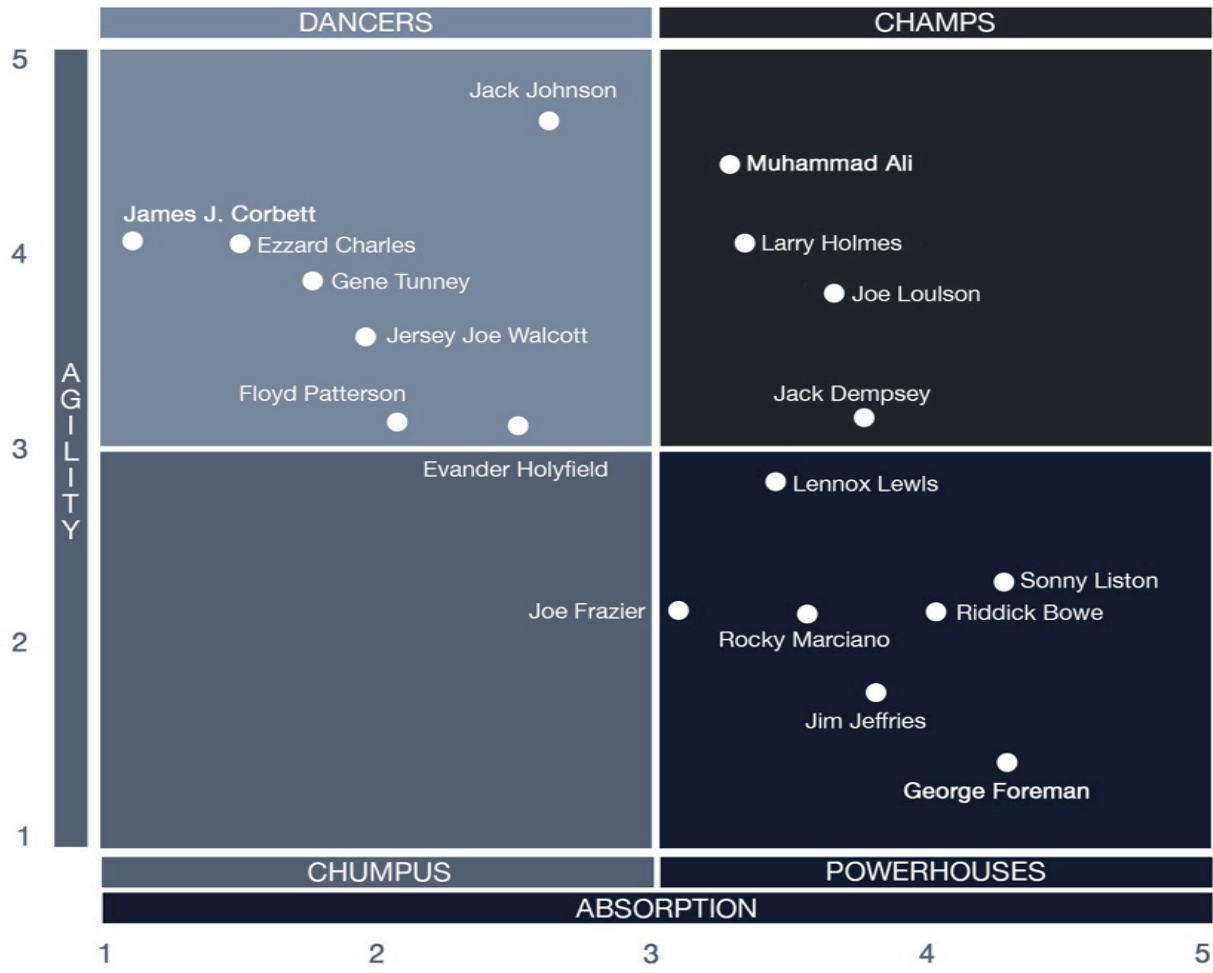 DANCERS
CHAMPS
5
Jack Johnson
Muhammad Ali
James J. Corbett
Ezzard Charles
Larry Holmes
4
Gene Tunney
Joe Loulson
Jersey Joe Walcott
Floyd Patterson
Jack Dempsey
AGILITY
3
Evander Holyfield
Lennox Lewls
Sonny Liston
Joe Frazier
Riddick Bowe
2
Rocky Marciano
Jim Jeffries
George Foreman
1
CHUMPUS
POWERHOUSES
ABSORPTION
1 2 3 4 5